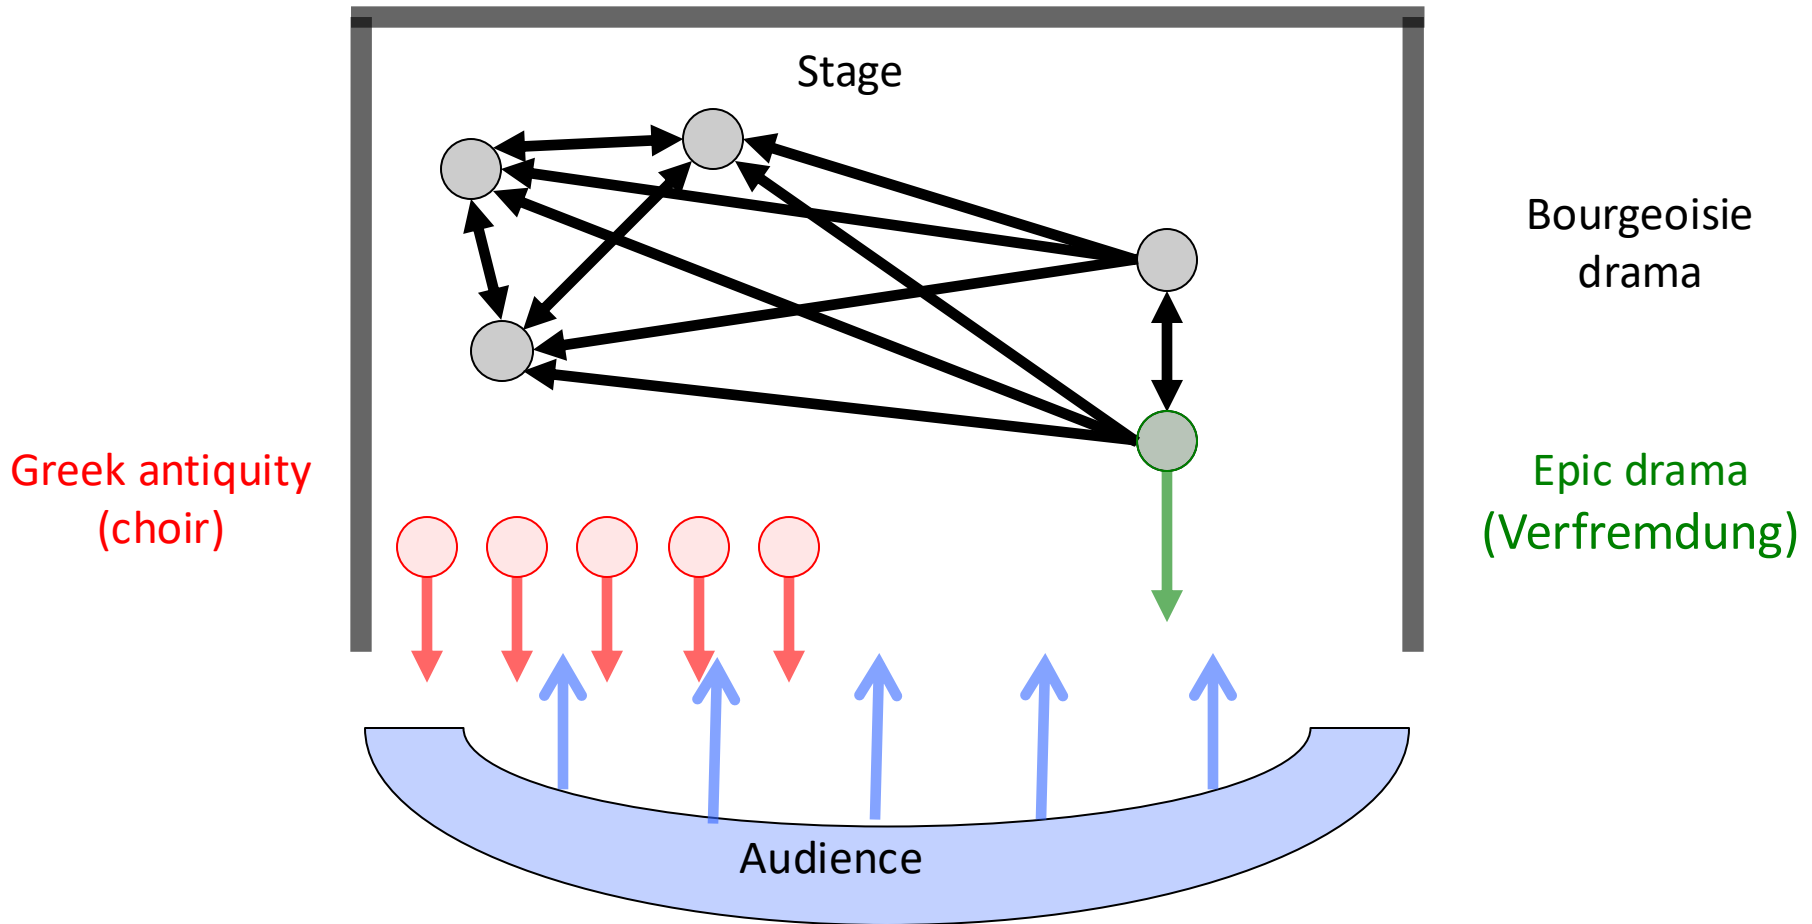 Stage
Bourgeoisie
drama
Greek antiquity
(choir)
Epic drama
(Verfremdung)
Audience